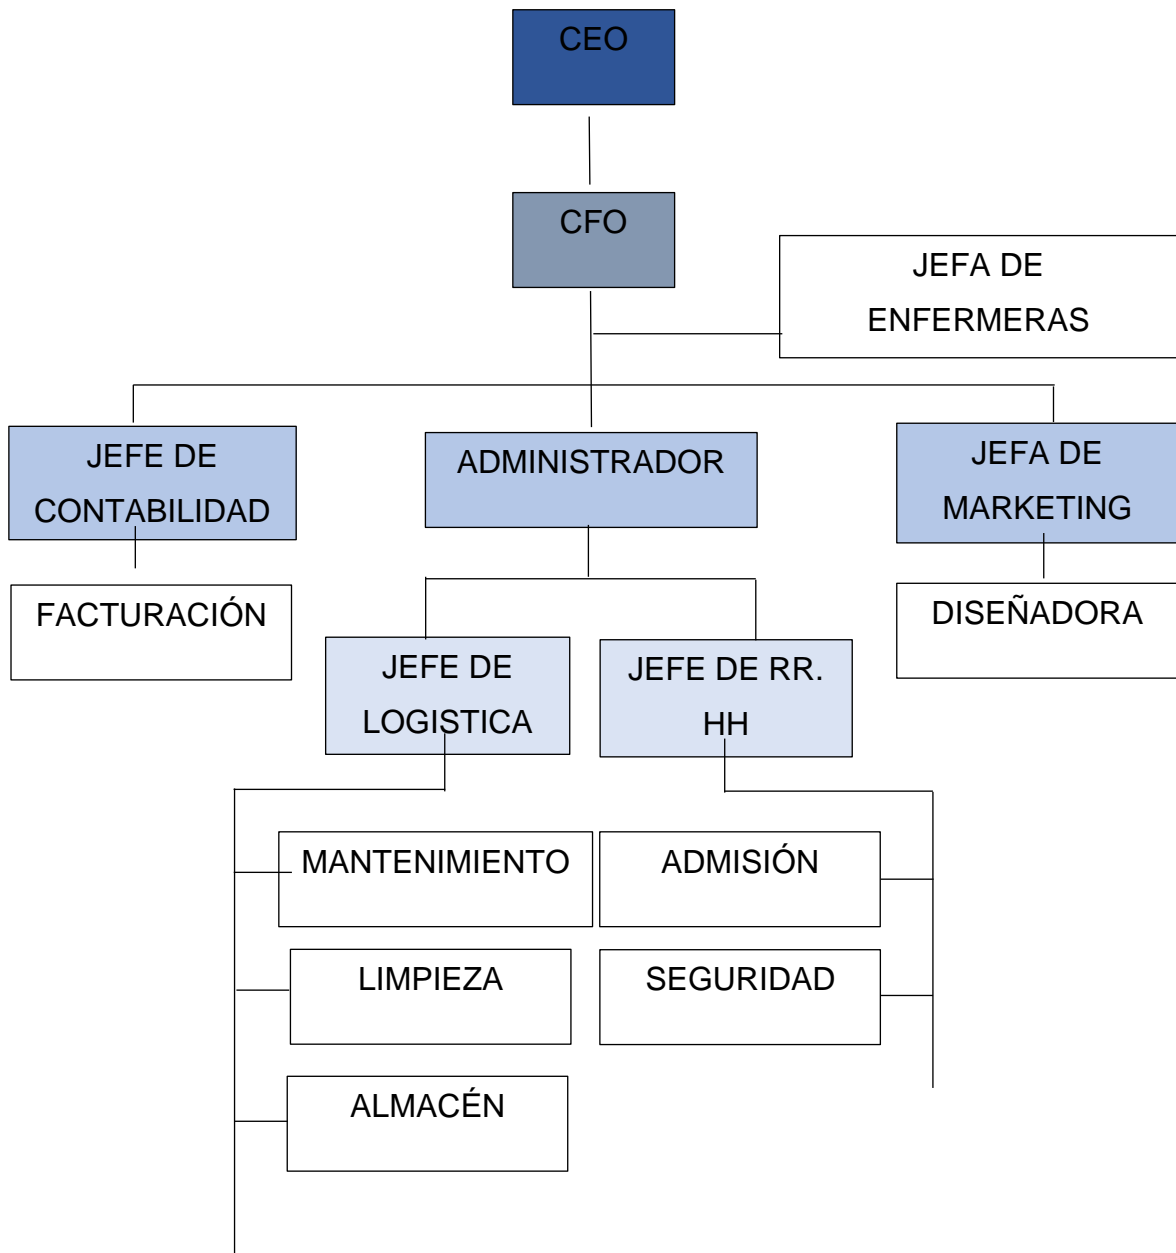 CEO
CFO
JEFA DE
ENFERMERAS
JEFE DE
CONTABILIDAD
ADMINISTRADOR
JEFA DE
MARKETING
FACTURACIÓN
DISEÑADORA
JEFE DE
LOGISTICA
JEFE DE RR.
HH
MANTENIMIENTO
ADMISIÓN
LIMPIEZA
SEGURIDAD
ALMACÉN